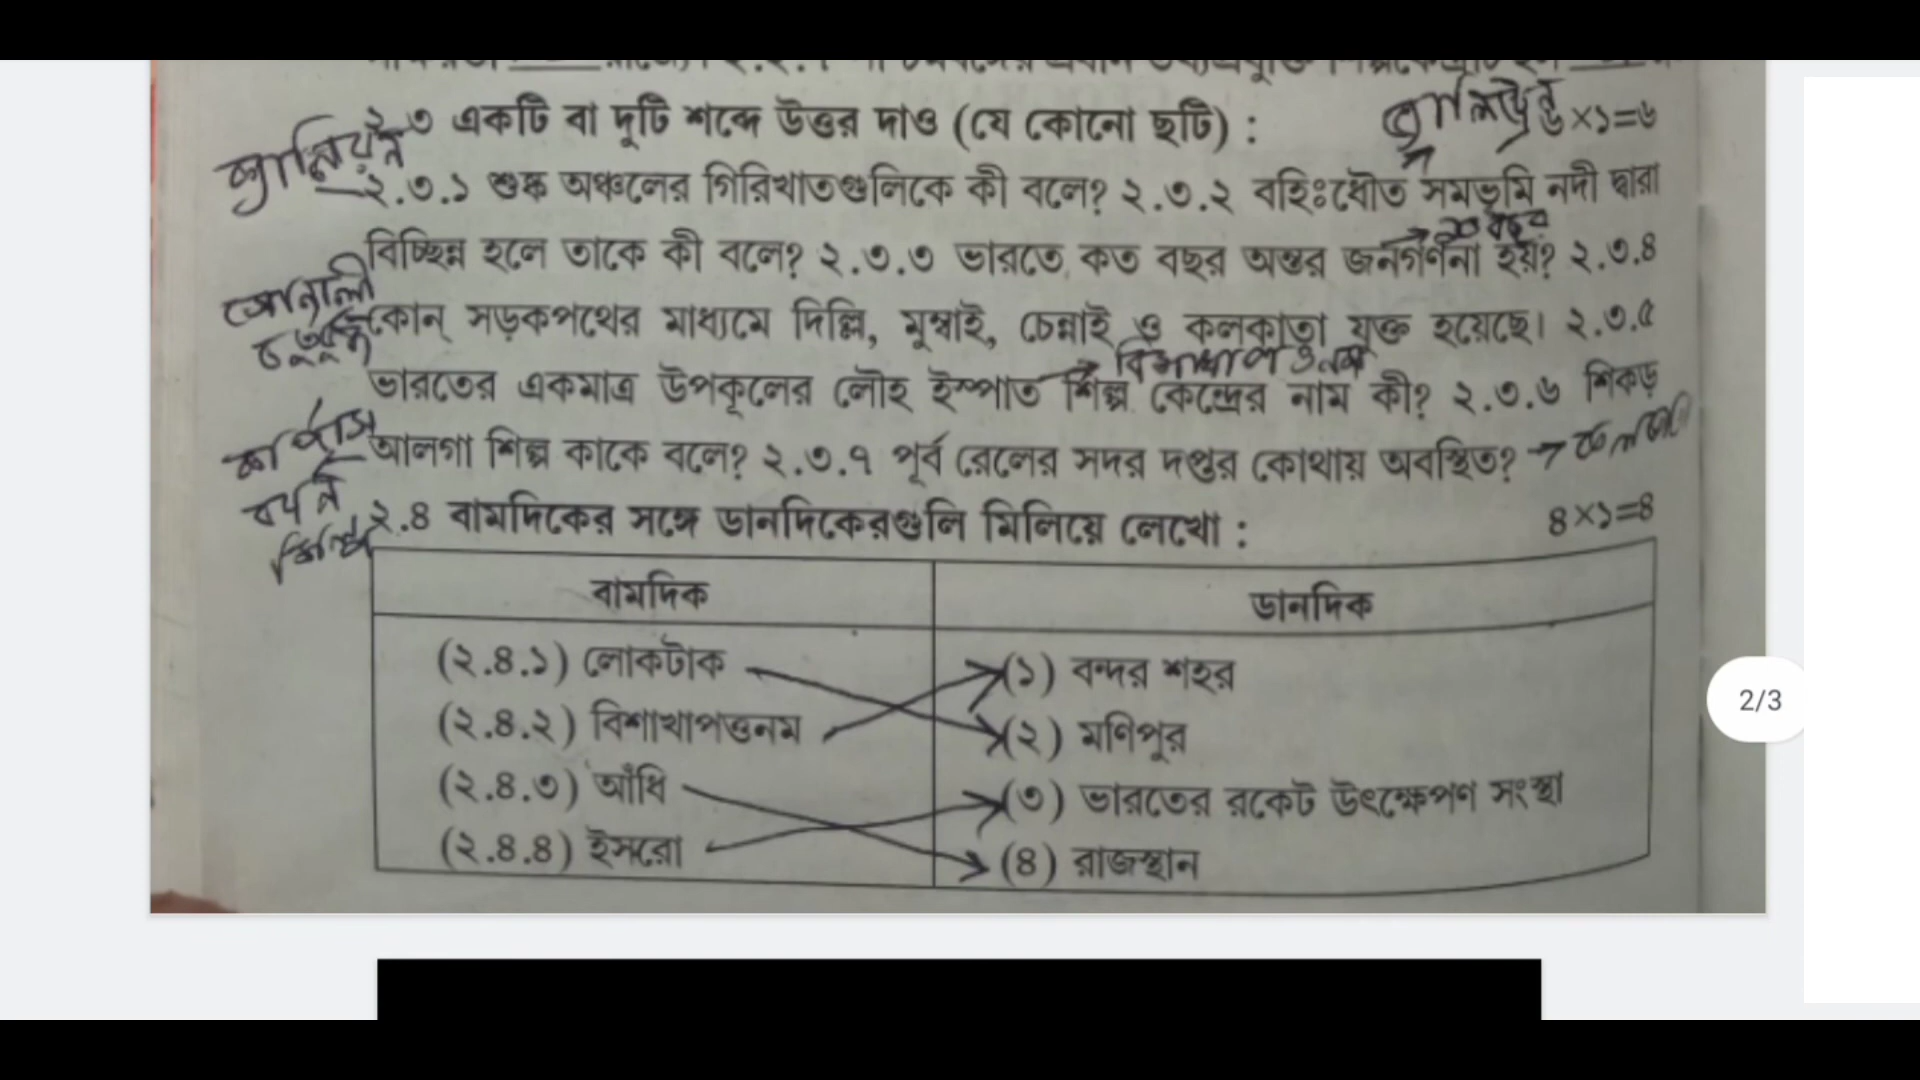 ২.৩ একটি বা দুটি শব্দে উত্তর দাও (যে কোনো ছটি) : ৬×১=৬
ক্যানিয়ন
২.৩.১ শুষ্ক অঞ্চলের গিরিখাতগুলিকে কী বলে? ২.৩.২ বহিঃধৌত সমভূমি নদী দ্বারা
১০ বছর
বিচ্ছিন্ন হলে তাকে কী বলে? ২.৩.৩ ভারতে কত বছর অন্তর জনগণনা হয়? ২.৩.৪
সোনালী
চতুর্ভুজ
কোন্ সড়কপথের মাধ্যমে দিল্লি, মুম্বাই, চেন্নাই ও কলকাতা যুক্ত হয়েছে। ২.৩.৫
ভারতের একমাত্র উপকূলের লৌহ ইস্পাত শিল্প কেন্দ্রের নাম কী? ২.৩.৬ শিকড়
কার্পাস
বয়ন
শিল্প
আলগা শিল্প কাকে বলে? ২.৩.৭ পূর্ব রেলের সদর দপ্তর কোথায় অবস্থিত?
২.৪ বামদিকের সঙ্গে ডানদিকেরগুলি মিলিয়ে লেখো : ৪×১=৪
বামদিক ডানদিক
(২.৪.১) লোকটাক (১) বন্দর শহর
(২.৪.২) বিশাখাপত্তনম (২) মণিপুর
(২.৪.৩) আঁধি (৩) ভারতের রকেট উৎক্ষেপণ সংস্থা
(২.৪.৪) ইসরো (৪) রাজস্থান
2/3